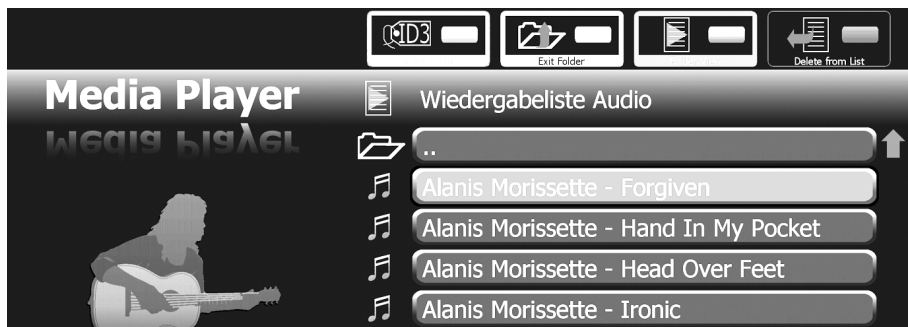 ID3
Exit Folder
Delete from List
Media Player
Wiedergabeliste Audio
..
Alanis Morissette - Forgiven
Alanis Morissette - Hand In My Pocket
Alanis Morissette - Head Over Feet
Alanis Morissette - Ironic